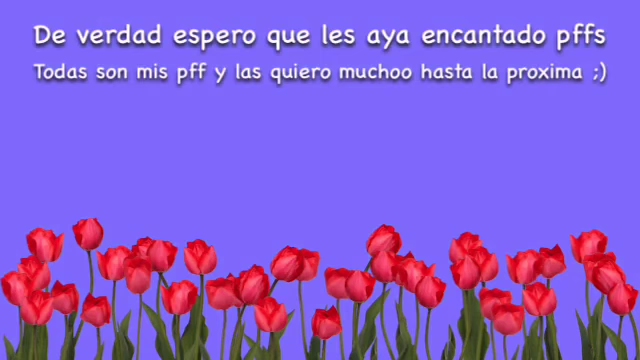 De verdad espero que les aya encantado pffs
Todas son mis pff y las quiero muchoo hasta la proxima ;)